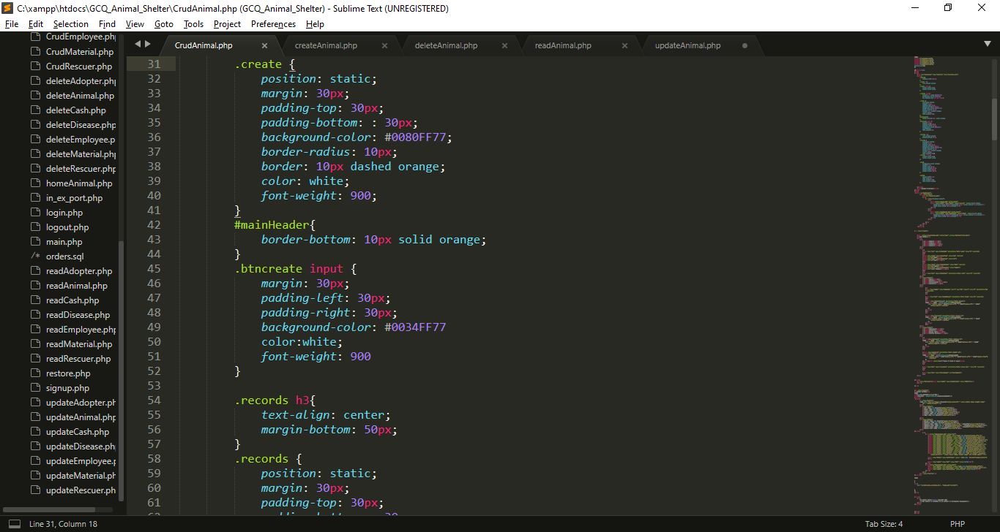 C:\xampp\htdocs\GCQ_Animal_Shelter\CrudAnimal.php (GCQ_Animal_Shelter) - Sublime Text (UNREGISTERED)
File Edit Selection Find View Goto Tools Project Preferences Help
CrudEmployee.ph
CrudMaterial.php
CrudRescuer.php
deleteAdopter.php
deleteAnimal.php
deleteCash.php
deleteDisease.php
deleteEmployee.p
deleteMaterial.php
deleteRescuer.php
homeAnimal.php
in_ex_port.php
login.php
logout.php
main.php
/* orders.sql
readAdopter.php
readAnimal.php
readCash.php
readDisease.php
readEmployee.php
readMaterial.php
readRescuer.php
restore.php
signup.php
updateAdopter.ph
updateAnimal.php
updateCash.php
updateDisease.php
updateEmployee.p
updateMaterial.ph
updateRescuer.ph
CrudAnimal.php × createAnimal.php × deleteAnimal.php × readAnimal.php × updateAnimal.php
31 .create {
32 position: static;
33 margin: 30px;
34 padding-top: 30px;
35 padding-bottom: : 30px;
36 background-color: #0080FF77;
37 border-radius: 10px;
38 border: 10px dashed orange;
39 color: white;
40 font-weight: 900;
41 }
42 #mainHeader{
43 border-bottom: 10px solid orange;
44 }
45 .btncreate input {
46 margin: 30px;
47 padding-left: 30px;
48 padding-right: 30px;
49 background-color: #0034FF77
50 color:white;
51 font-weight: 900
52 }
53
54 .records h3{
55 text-align: center;
56 margin-bottom: 50px;
57 }
58 .records {
59 position: static;
60 margin: 30px;
61 padding-top: 30px;
Line 31, Column 18 Tab Size: 4 PHP